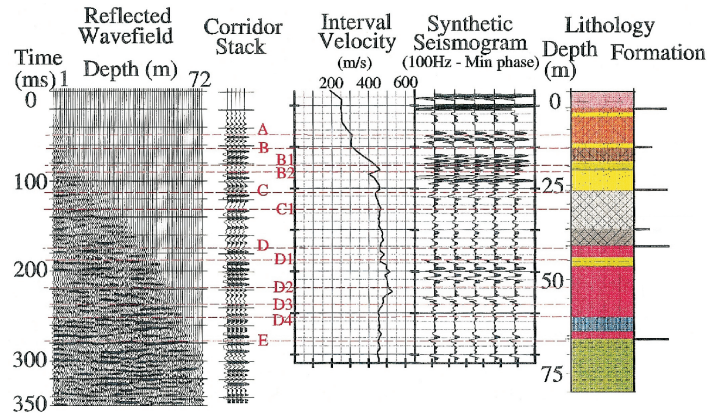 Reflected Wavefield
Corridor Stack
Interval Velocity
(m/s)
Synthetic Seismogram
(100Hz - Min phase)
Lithology
Time (ms)
1 Depth (m) 72
200 400 600
Depth (m)
Formation
0
100
200
300
350
A
B
B1
B2
C
C1
D
D1
D2
D3
D4
E
0
25
50
75